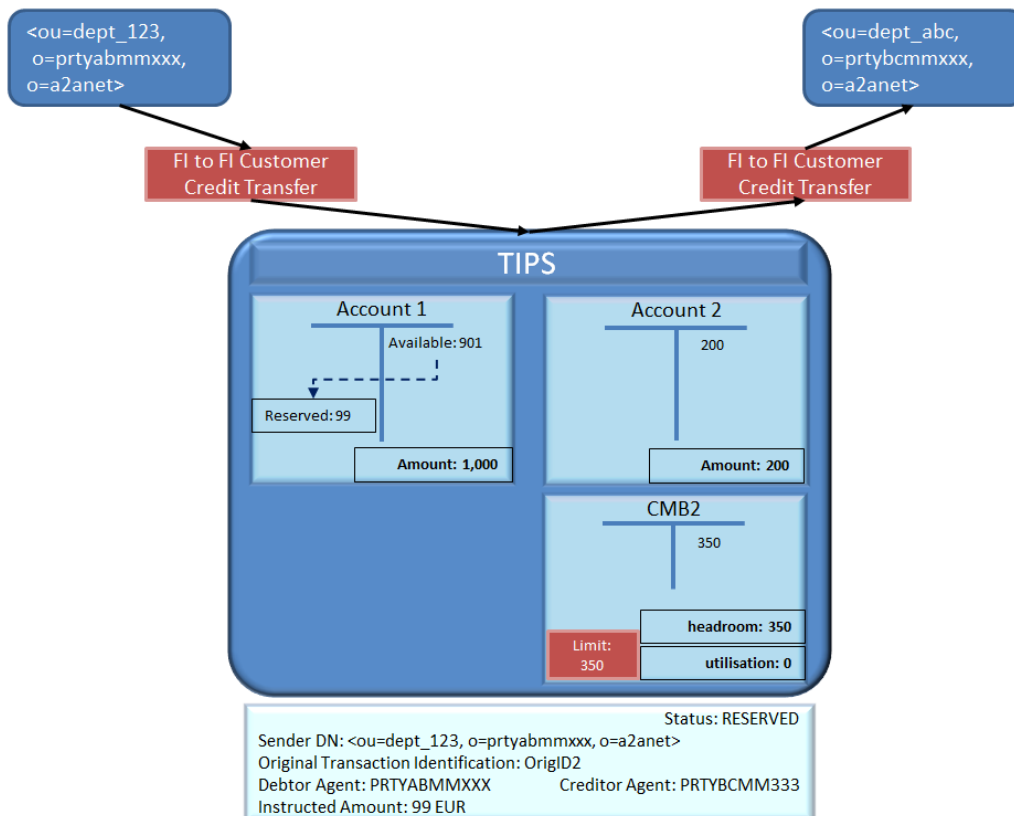 <ou=dept_123,
o=prtyabmmxxx,
o=a2anet>
<ou=dept_abc,
o=prtybcmmxxx,
o=a2anet>
FI to FI Customer
Credit Transfer
FI to FI Customer
Credit Transfer
TIPS
Account 1
Available: 901
Reserved: 99
Amount: 1,000
Account 2
200
Amount: 200
CMB2
350
headroom: 350
Limit:
350
utilisation: 0
Status: RESERVED
Sender DN: <ou=dept_123, o=prtyabmmxxx, o=a2anet>
Original Transaction Identification: OrigID2
Debtor Agent: PRTYABMMXXX Creditor Agent: PRTYBCMM333
Instructed Amount: 99 EUR